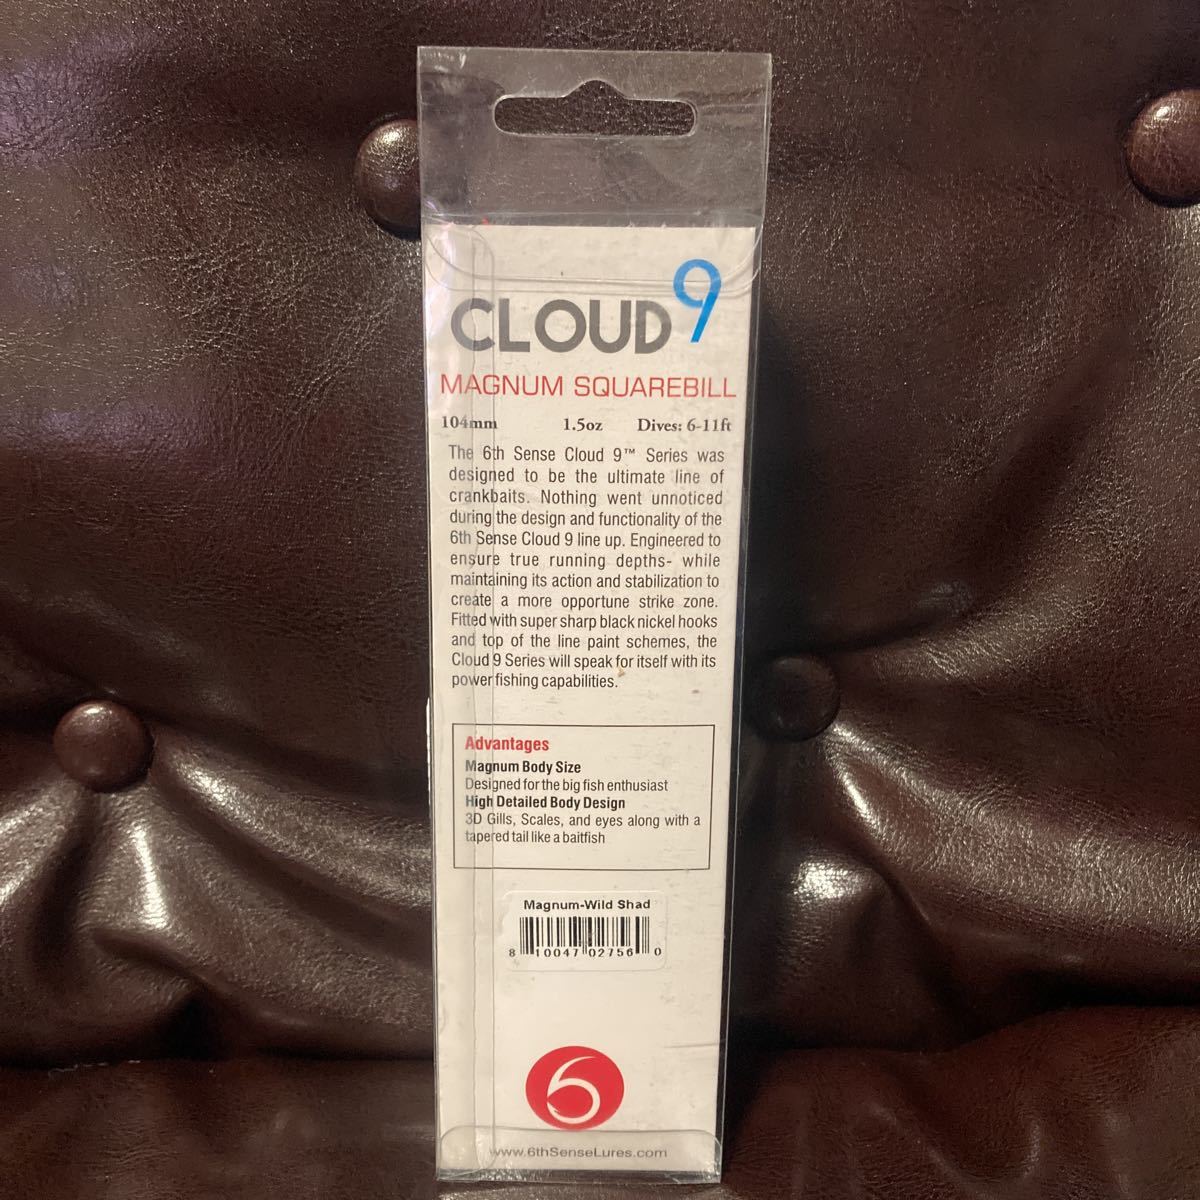 CLOUD 9
MAGNUM SQUAREBILL
104mm 1.5oz Dives: 6-11ft
The 6th Sense Cloud 9™ Series was
designed to be the ultimate line of
crankbaits. Nothing went unnoticed
during the design and functionality of the
6th Sense Cloud 9 line up. Engineered to
ensure true running depths- while
maintaining its action and stabilization to
create a more opportune strike zone.
Fitted with super sharp black nickel hooks
and top of the line paint schemes, the
Cloud 9 Series will speak for itself with its
power fishing capabilities.
Advantages
Magnum Body Size
Designed for the big fish enthusiast
High Detailed Body Design
3D Gills, Scales, and eyes along with a
tapered tail like a baitfish
Magnum-Wild Shad
8 10047 02756 0
6
www.6thSenseLures.com